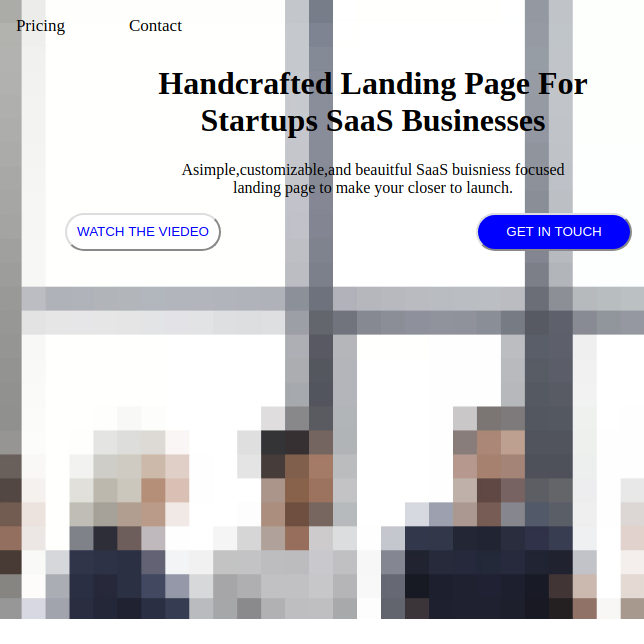 Pricing Contact
Handcrafted Landing Page For
Startups SaaS Businesses
Asimple,customizable,and beauitful SaaS buisniess focused
landing page to make your closer to launch.
WATCH THE VIEDEO GET IN TOUCH